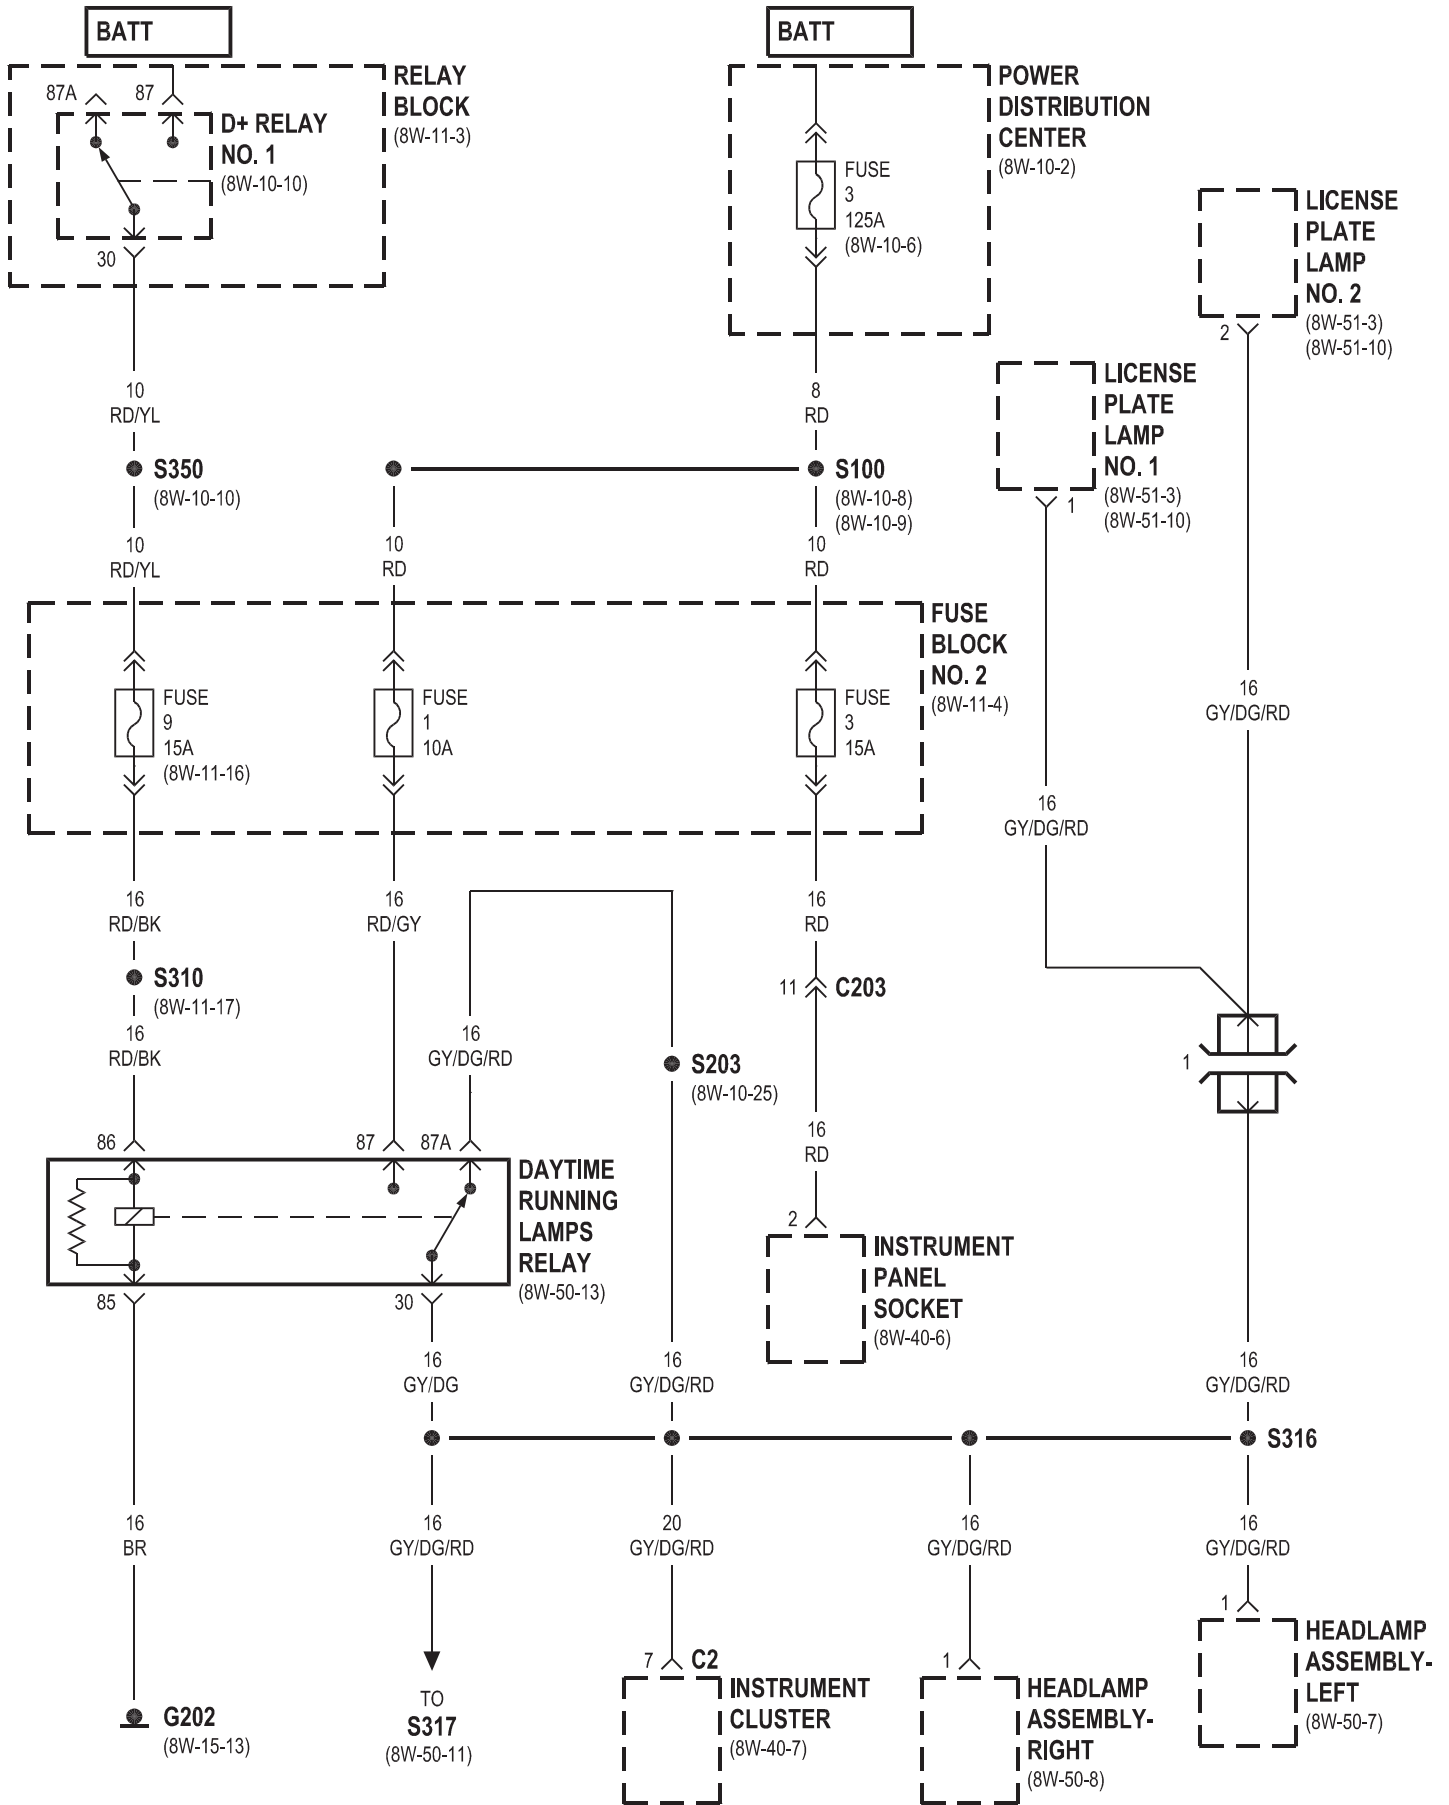 BATT
BATT
87A
87
RELAY
BLOCK
(8W-11-3)
D+ RELAY
NO. 1
(8W-10-10)
30
POWER
DISTRIBUTION
CENTER
(8W-10-2)
FUSE
3
125A
(8W-10-6)
LICENSE
PLATE
LAMP
NO. 2
(8W-51-3)
(8W-51-10)
2
LICENSE
PLATE
LAMP
NO. 1
(8W-51-3)
(8W-51-10)
1
10
RD/YL
8
RD
S350
(8W-10-10)
S100
(8W-10-8)
(8W-10-9)
10
RD/YL
10
RD
10
RD
FUSE
BLOCK
NO. 2
(8W-11-4)
FUSE
9
15A
(8W-11-16)
FUSE
1
10A
FUSE
3
15A
16
GY/DG/RD
16
GY/DG/RD
16
RD/BK
16
RD/GY
16
RD
S310
(8W-11-17)
11
C203
16
RD/BK
16
GY/DG/RD
S203
(8W-10-25)
1
16
RD
86
87
87A
DAYTIME
RUNNING
LAMPS
RELAY
(8W-50-13)
2
INSTRUMENT
PANEL
SOCKET
(8W-40-6)
85
30
16
GY/DG
16
GY/DG/RD
16
GY/DG/RD
S316
16
BR
16
GY/DG/RD
20
GY/DG/RD
16
GY/DG/RD
16
GY/DG/RD
1
HEADLAMP
ASSEMBLY-
LEFT
(8W-50-7)
7
C2
INSTRUMENT
CLUSTER
(8W-40-7)
1
HEADLAMP
ASSEMBLY-
RIGHT
(8W-50-8)
G202
(8W-15-13)
TO
S317
(8W-50-11)